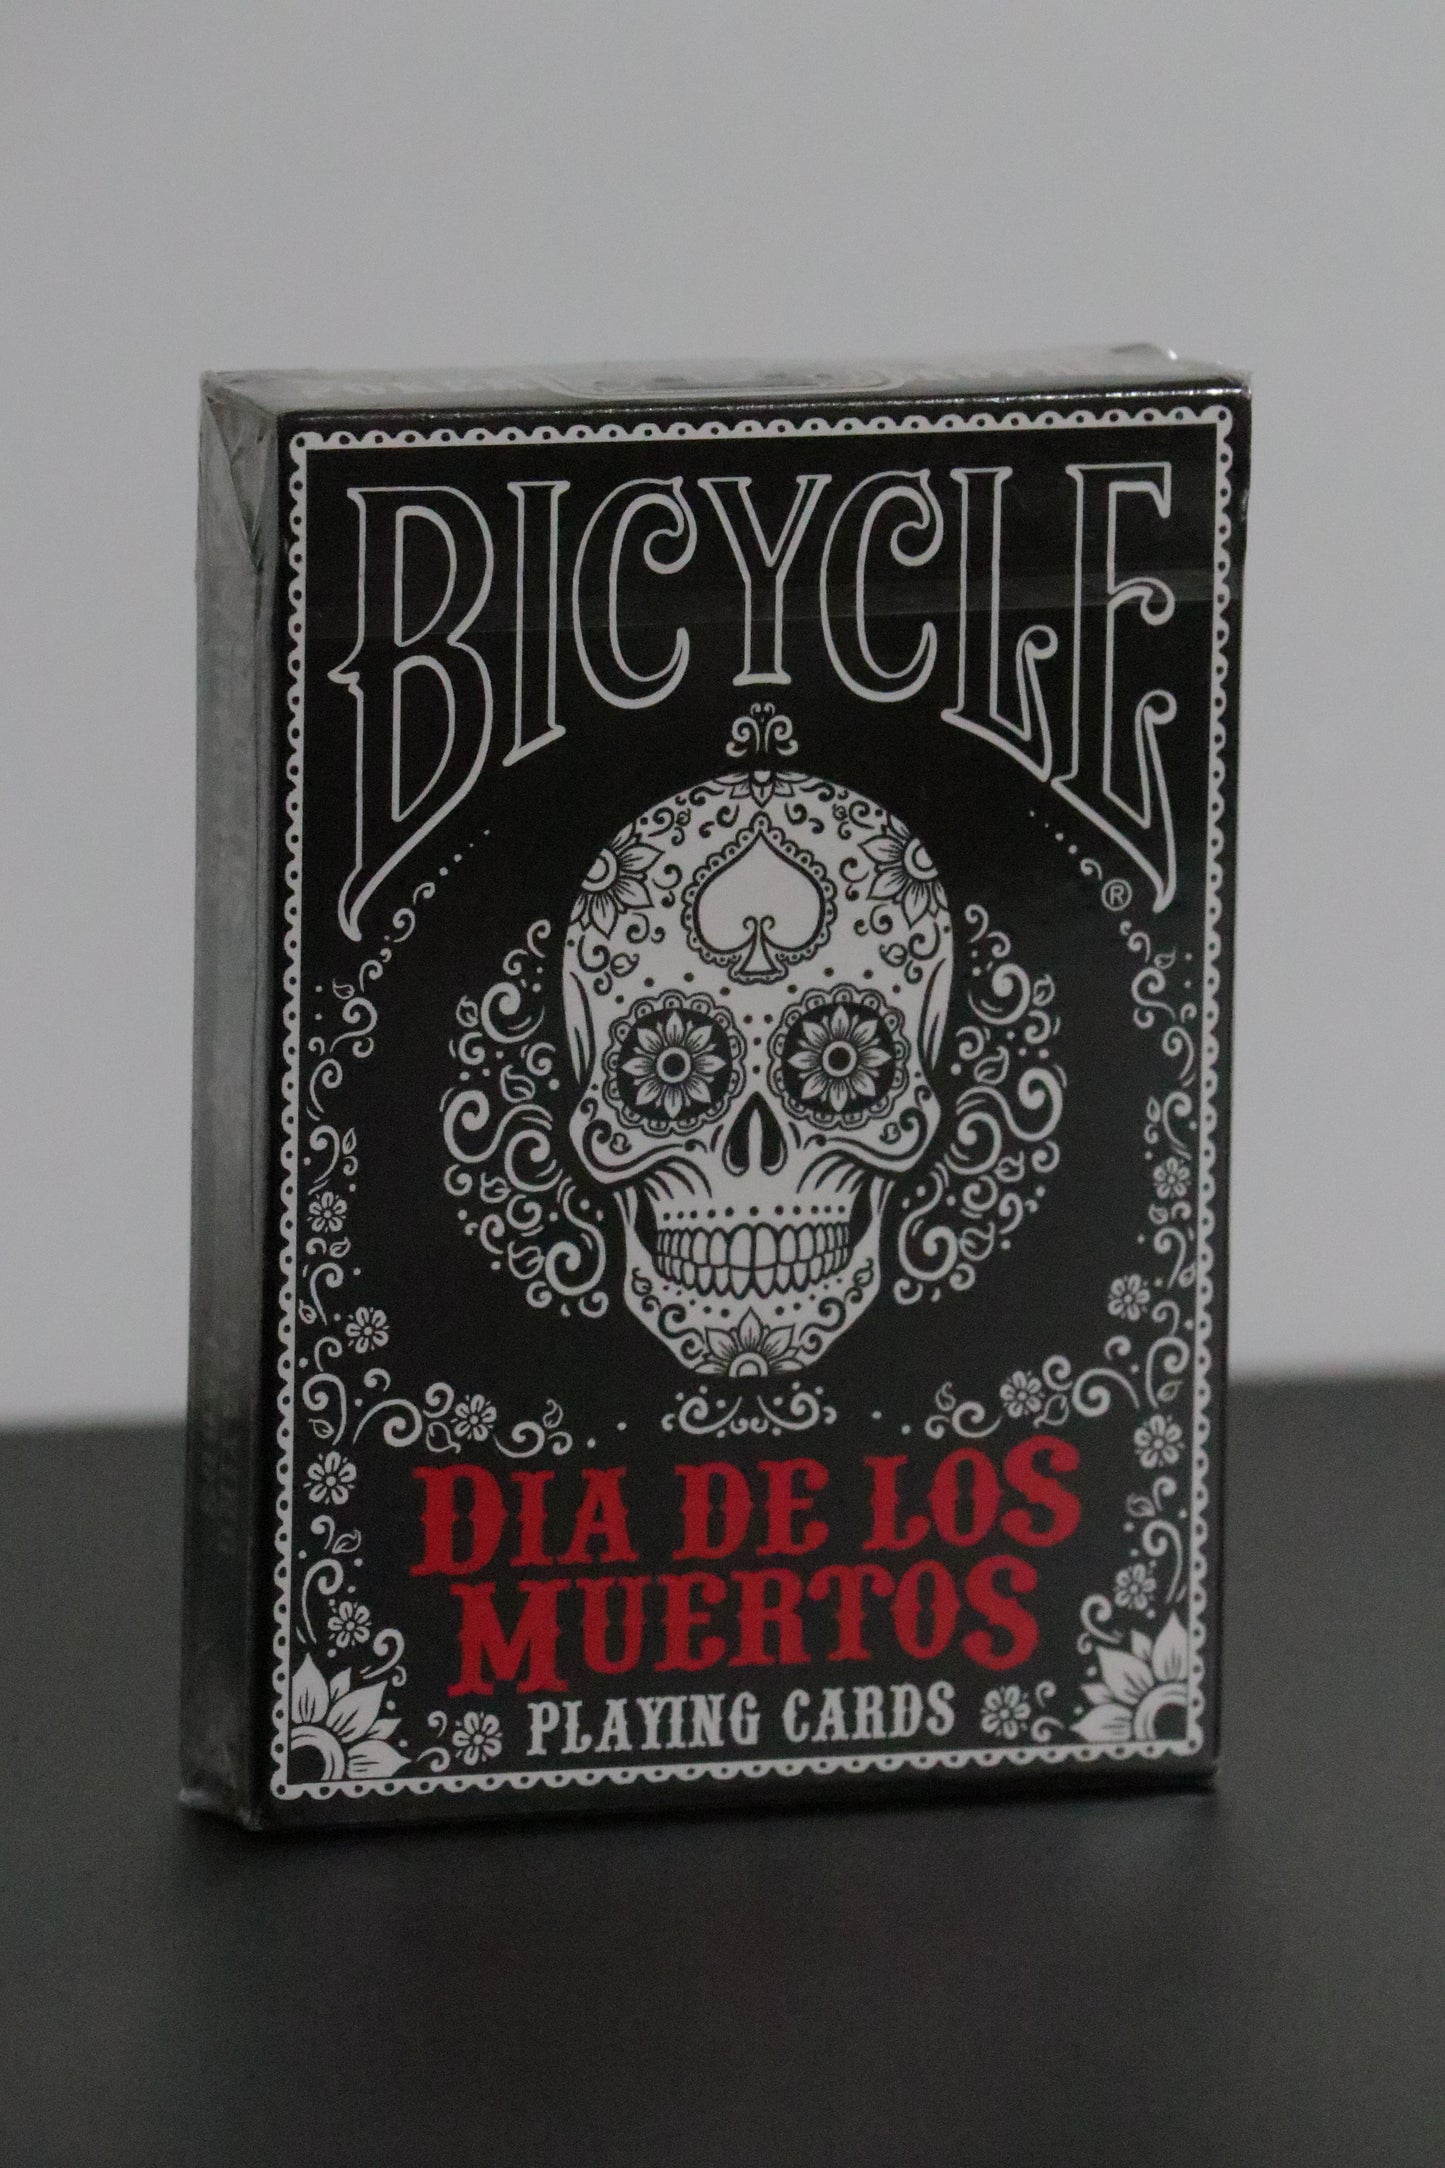 BICYCLE
®
DIA DE LOS
MUERTOS
PLAYING CARDS